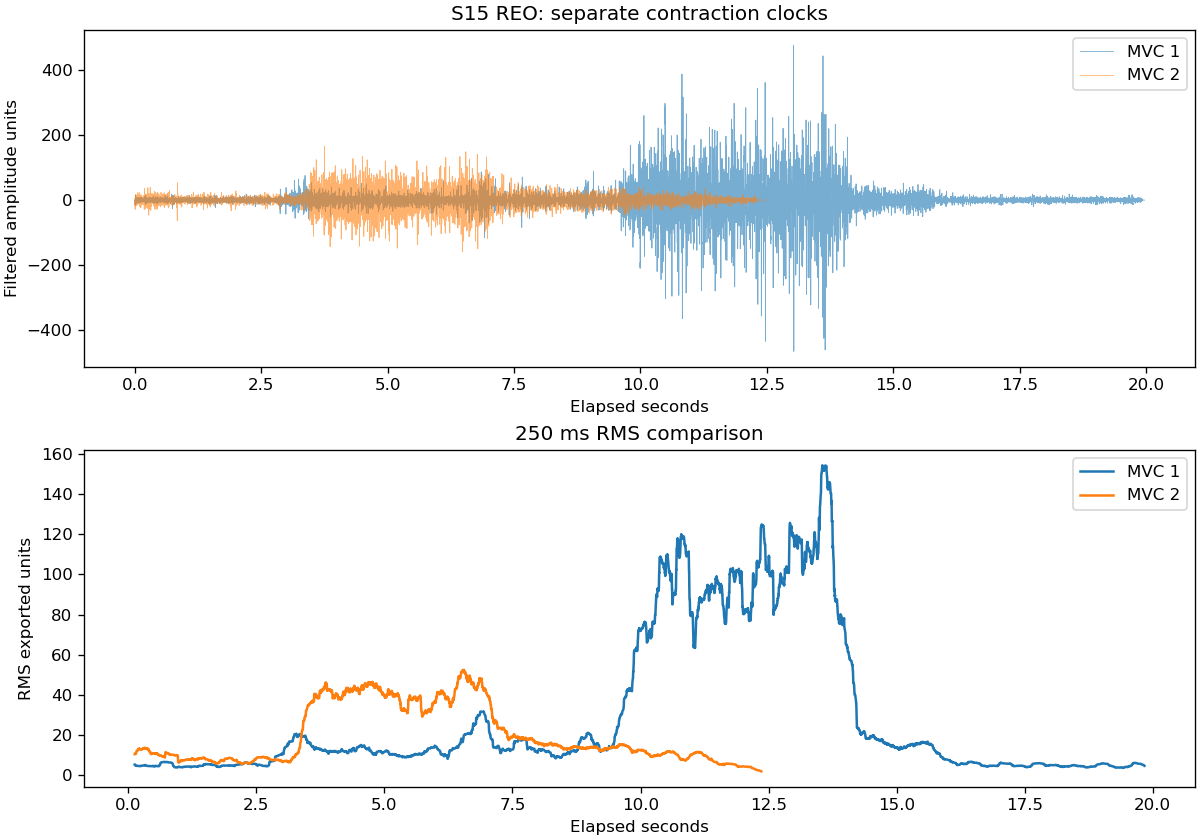 S15 REO: separate contraction clocks
MVC 1
MVC 2
400
200
0
−200
−400
Filtered amplitude units
0.0 2.5 5.0 7.5 10.0 12.5 15.0 17.5 20.0
Elapsed seconds
250 ms RMS comparison
MVC 1
MVC 2
160
140
120
100
80
60
40
20
0
RMS exported units
0.0 2.5 5.0 7.5 10.0 12.5 15.0 17.5 20.0
Elapsed seconds